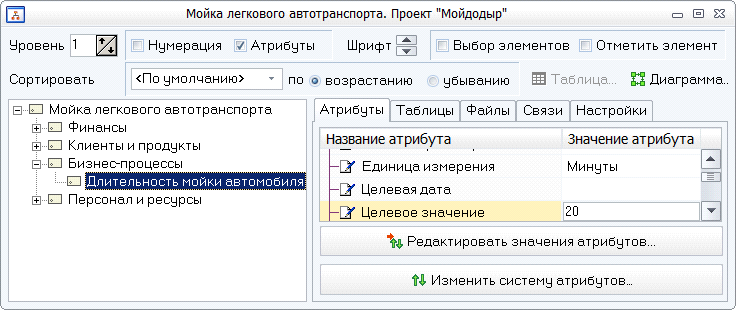 Мойка легкового автотранспорта. Проект "Мойдодыр"
Уровень 1 Нумерация Атрибуты Шрифт Выбор элементов Отметить элемент
Сортировать <По умолчанию> по возрастанию убыванию Таблица... Диаграмма...
Мойка легкового автотранспорта
Финансы
Клиенты и продукты
Бизнес-процессы
Длительность мойки автомобиля
Персонал и ресурсы
Атрибуты Таблицы Файлы Связи Настройки
Название атрибута Значение атрибута
Единица измерения Минуты
Целевая дата
Целевое значение 20
Редактировать значения атрибутов...
Изменить систему атрибутов...